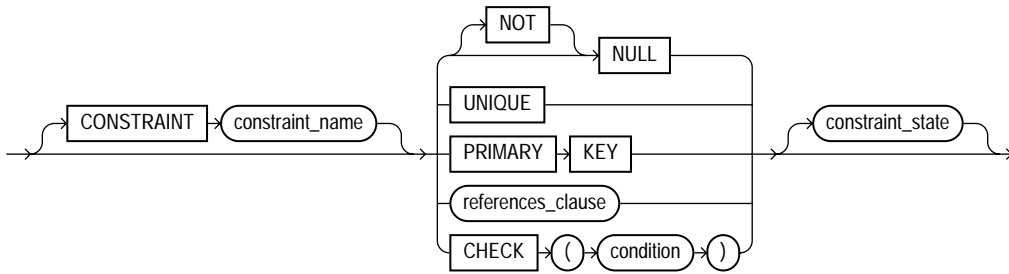 NOT
NULL
UNIQUE
CONSTRAINT constraint_name constraint_state
PRIMARY KEY
references_clause
CHECK ( condition )